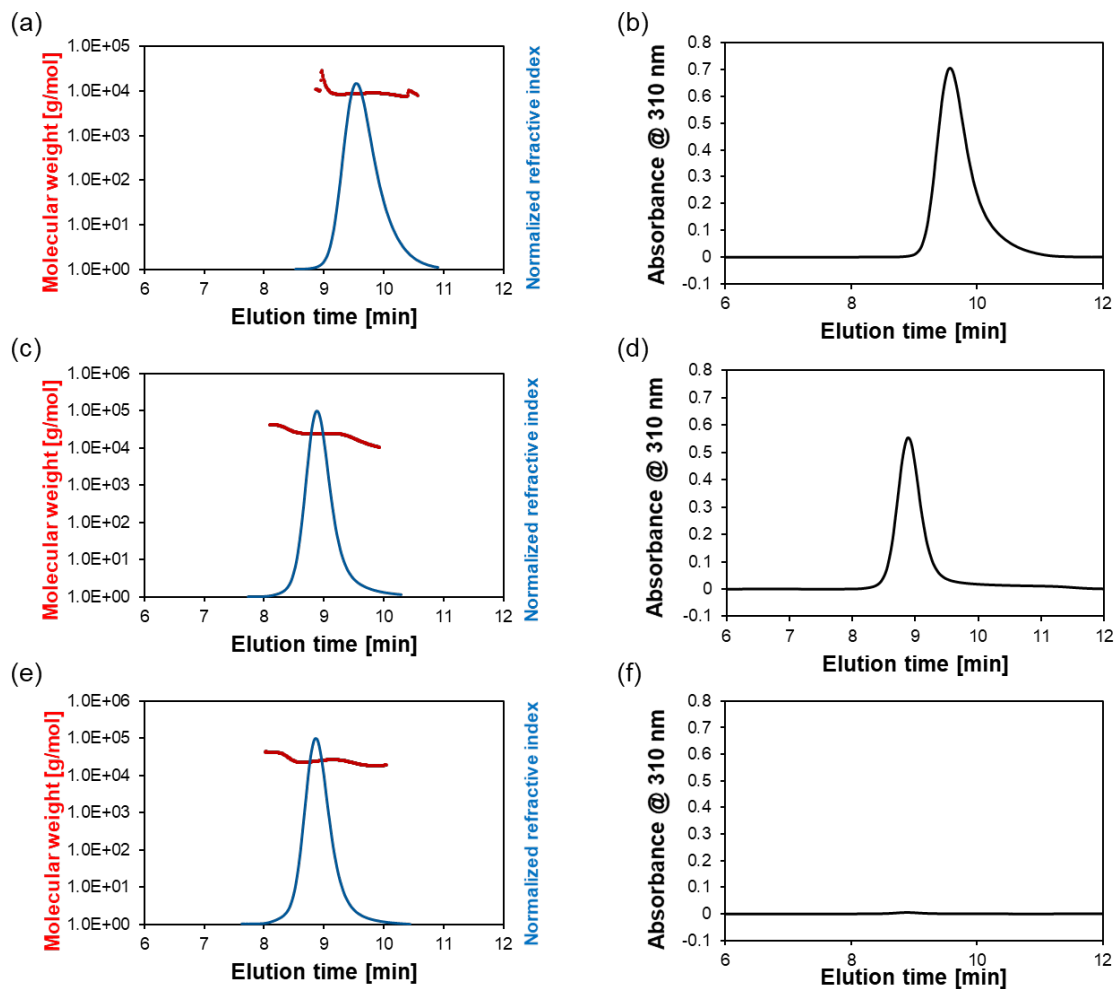 (a)
Molecular weight [g/mol]
1.0E+05
1.0E+04
1.0E+03
1.0E+02
1.0E+01
1.0E+00
6 7 8 9 10 11 12
Elution time [min]
Normalized refractive index
(b)
Absorbance @ 310 nm
0.8
0.7
0.6
0.5
0.4
0.3
0.2
0.1
0
-0.1
6 8 9 10 12
Elution time [min]
(c)
Molecular weight [g/mol]
1.0E+06
1.0E+05
1.0E+04
1.0E+03
1.0E+02
1.0E+01
1.0E+00
6 7 8 9 10 11 12
Elution time [min]
Normalized refractive index
(d)
Absorbance @ 310 nm
0.8
0.7
0.6
0.5
0.4
0.3
0.2
0.1
0
-0.1
6 7 8 9 10 11 12
Elution time [min]
(e)
Molecular weight [g/mol]
1.0E+06
1.0E+05
1.0E+04
1.0E+03
1.0E+02
1.0E+01
1.0E+00
6 7 8 9 10 11 12
Elution time [min]
Normalized refractive index
(f)
Absorbance @ 310 nm
0.8
0.7
0.6
0.5
0.4
0.3
0.2
0.1
0
-0.1
6 8 10 12
Elution time [min]